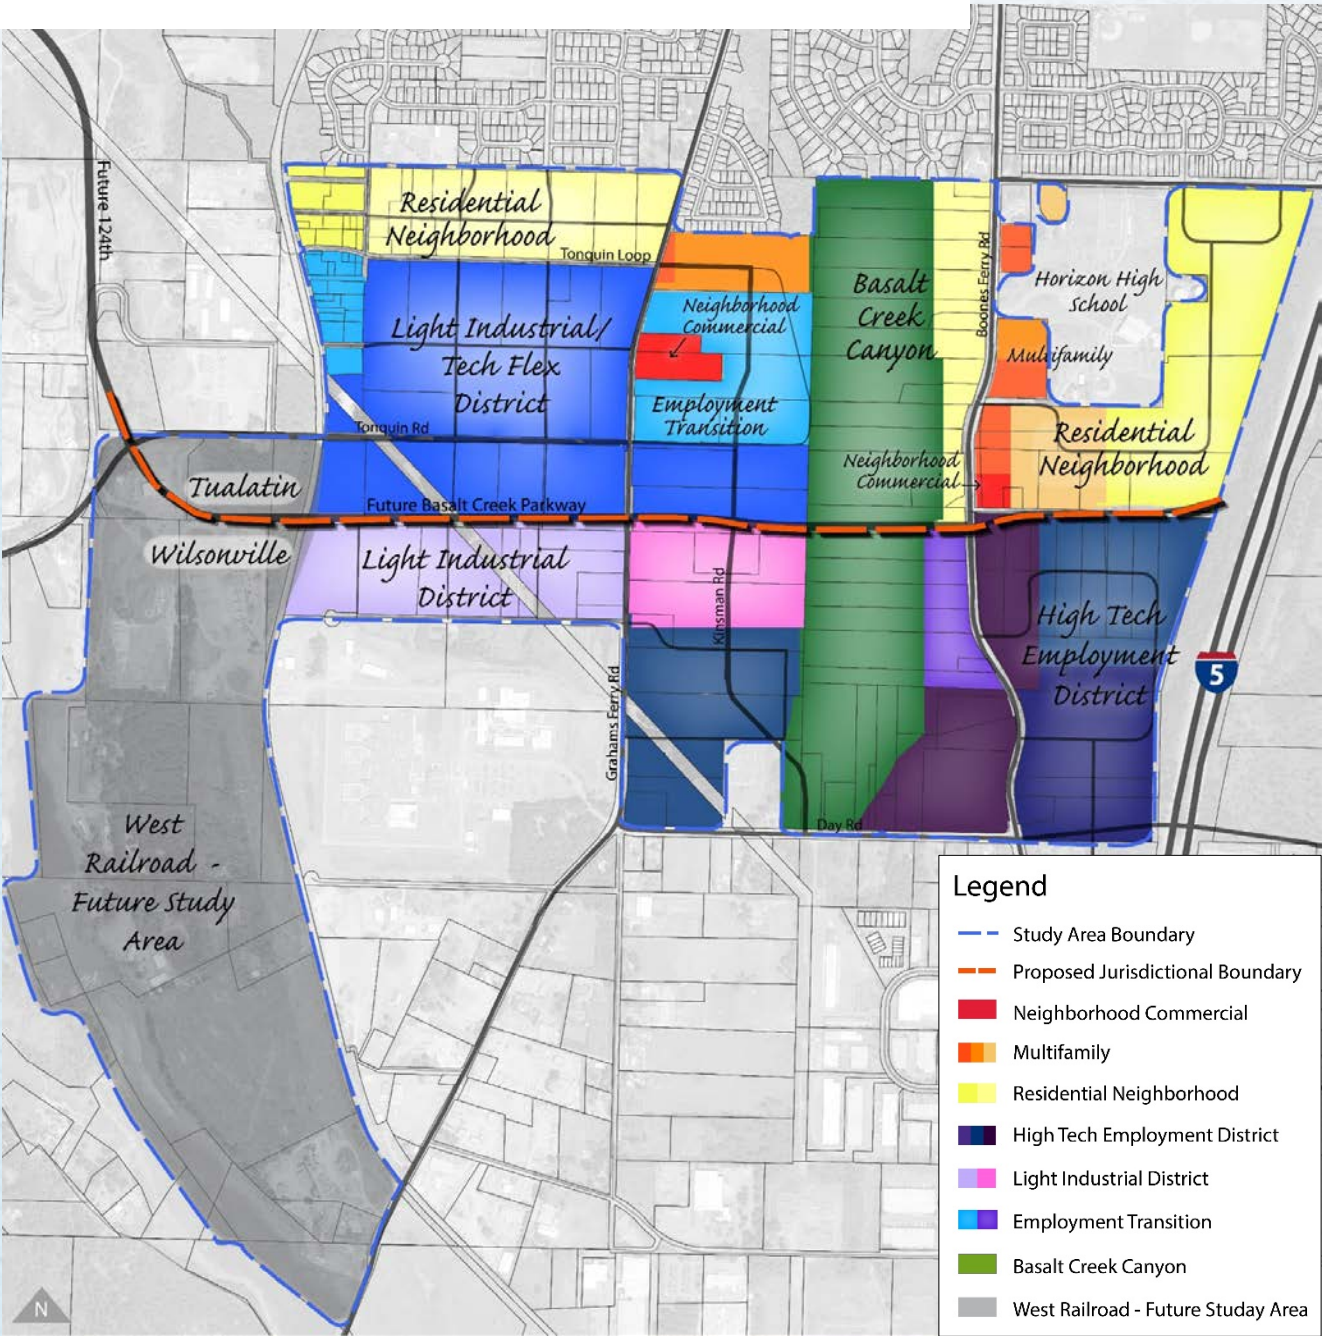 Future 124th
Residential
Neighborhood
Tonquin Loop
Light Industrial/
Tech Flex
District
Neighborhood
Commercial
Employment
Transition
Basalt
Creek
Canyon
Boones Ferry Rd
Horizon High
School
Multifamily
Residential
Neighborhood
Neighborhood
Commercial
Tonquin Rd
Tualatin
Future Basalt Creek Parkway
Wilsonville
Light Industrial
District
Kinsman Rd
Grahams Ferry Rd
High Tech
Employment
District
5
Day Rd
West
Railroad -
Future Study
Area
N
Legend
Study Area Boundary
Proposed Jurisdictional Boundary
Neighborhood Commercial
Multifamily
Residential Neighborhood
High Tech Employment District
Light Industrial District
Employment Transition
Basalt Creek Canyon
West Railroad - Future Studay Area